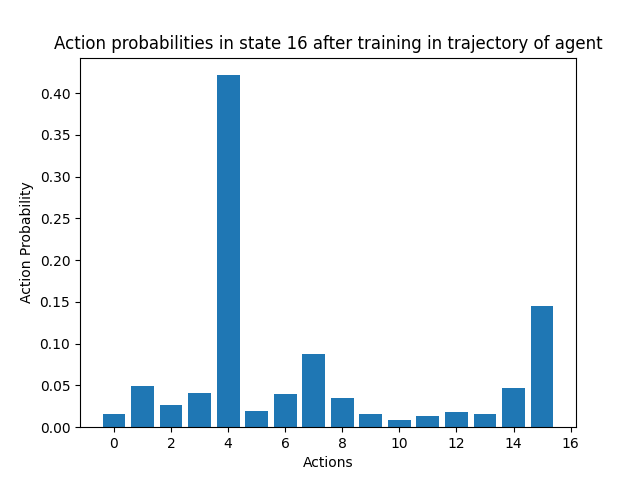 Action probabilities in state 16 after training in trajectory of agent
0.40
0.35
0.30
0.25
0.20
0.15
0.10
0.05
0.00
Action Probability
0 2 4 6 8 10 12 14 16
Actions